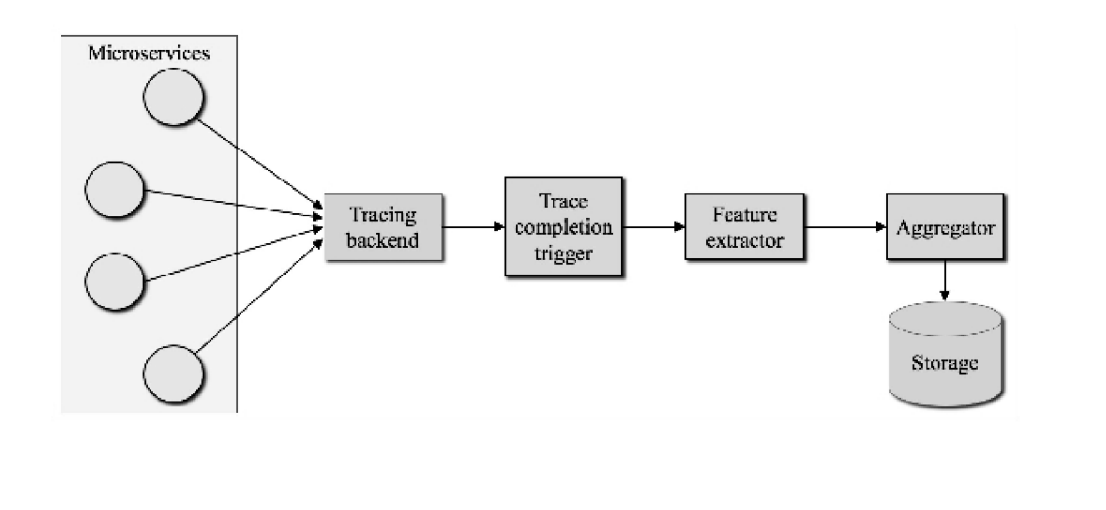 Microservices
Tracing
backend
Trace
completion
trigger
Feature
extractor
Aggregator
Storage